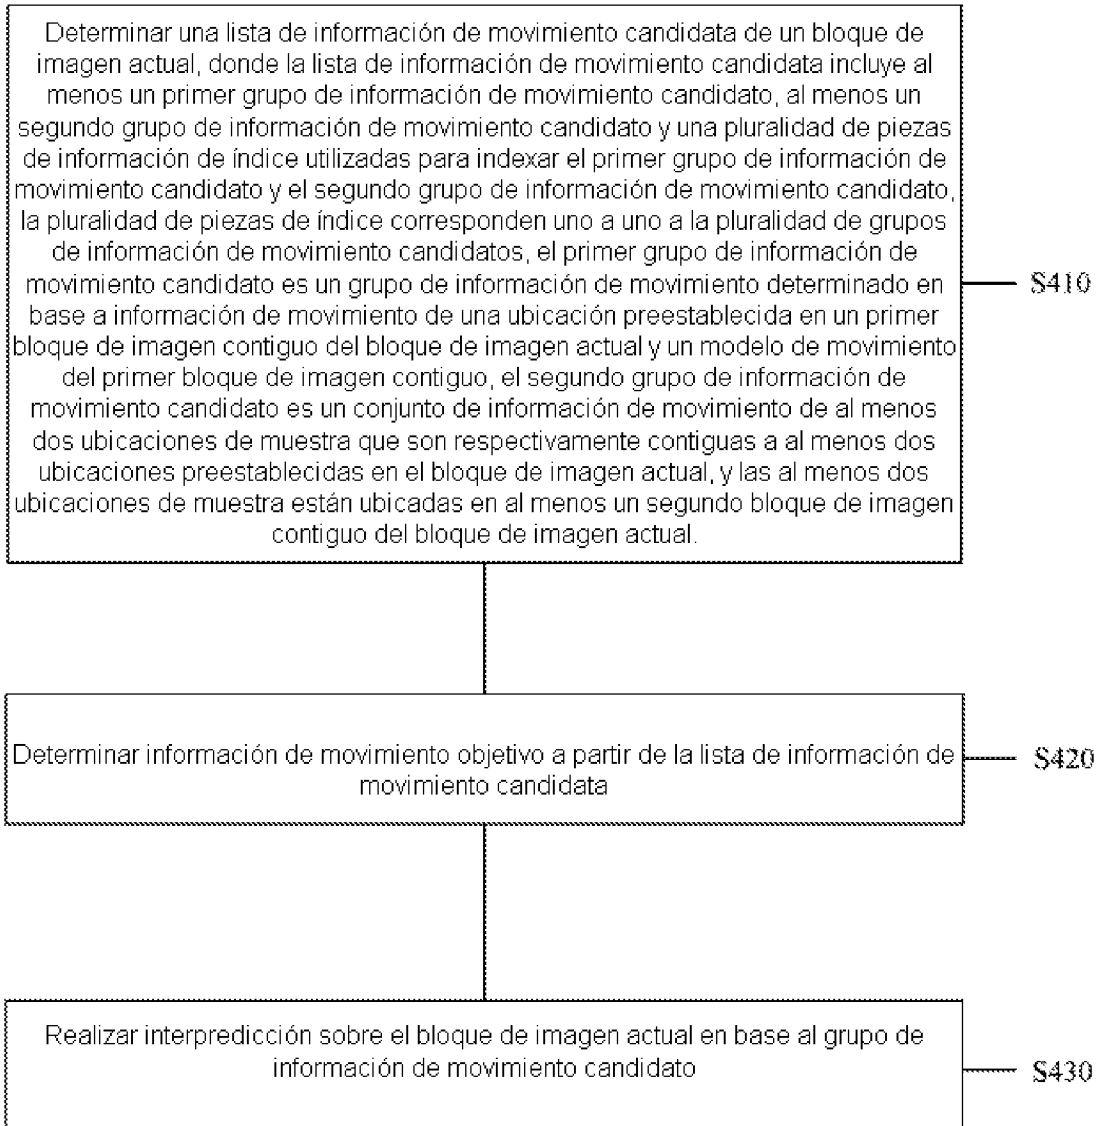 Determinar una lista de información de movimiento candidata de un bloque de
imagen actual, donde la lista de información de movimiento candidata incluye al
menos un primer grupo de información de movimiento candidato, al menos un
segundo grupo de información de movimiento candidato y una pluralidad de piezas
de información de índice utilizadas para indexar el primer grupo de información de
movimiento candidato y el segundo grupo de información de movimiento candidato,
la pluralidad de piezas de índice corresponden uno a uno a la pluralidad de grupos
de información de movimiento candidatos, el primer grupo de información de
movimiento candidato es un grupo de información de movimiento determinado en
base a información de movimiento de una ubicación preestablecida en un primer
bloque de imagen contiguo del bloque de imagen actual y un modelo de movimiento
del primer bloque de imagen contiguo, el segundo grupo de información de
movimiento candidato es un conjunto de información de movimiento de al menos
dos ubicaciones de muestra que son respectivamente contiguas a al menos dos
ubicaciones preestablecidas en el bloque de imagen actual, y las al menos dos
ubicaciones de muestra están ubicadas en al menos un segundo bloque de imagen
contiguo del bloque de imagen actual.
S410
Determinar información de movimiento objetivo a partir de la lista de información de
movimiento candidata
S420
Realizar interpredicción sobre el bloque de imagen actual en base al grupo de
información de movimiento candidato
S430